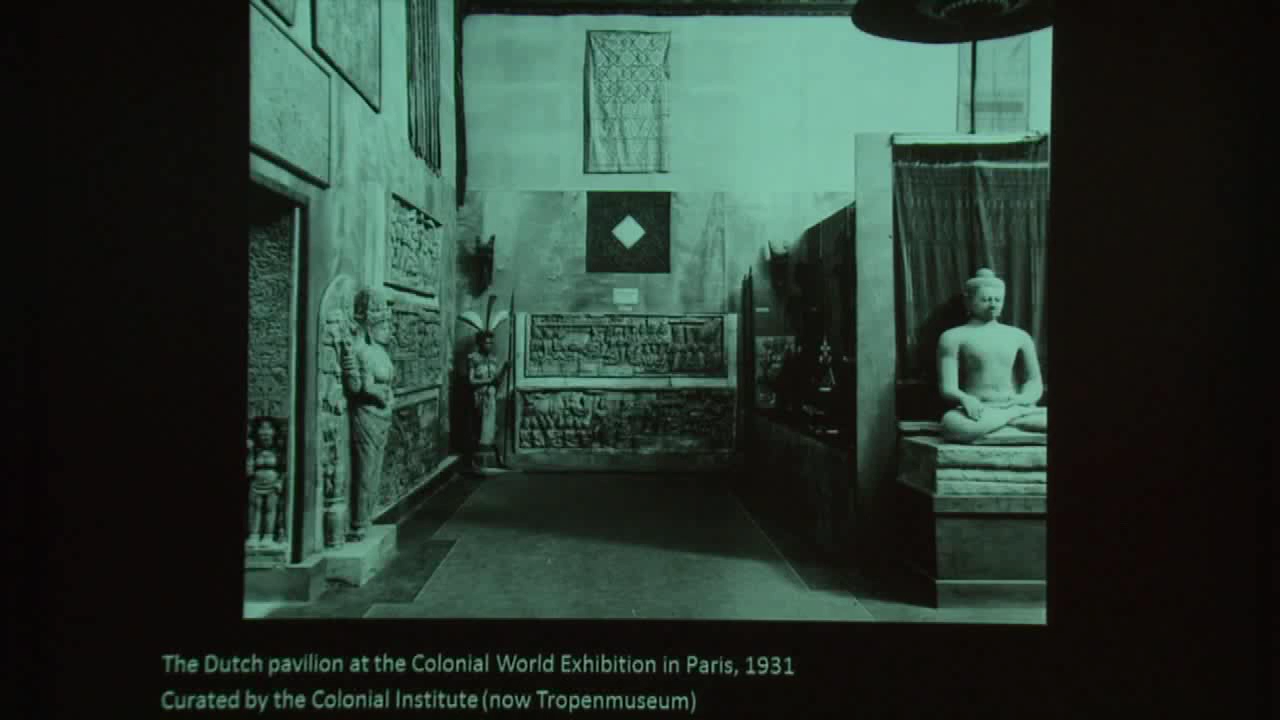 The Dutch pavilion at the Colonial World Exhibition in Paris, 1931
Curated by the Colonial Institute (now Tropenmuseum)